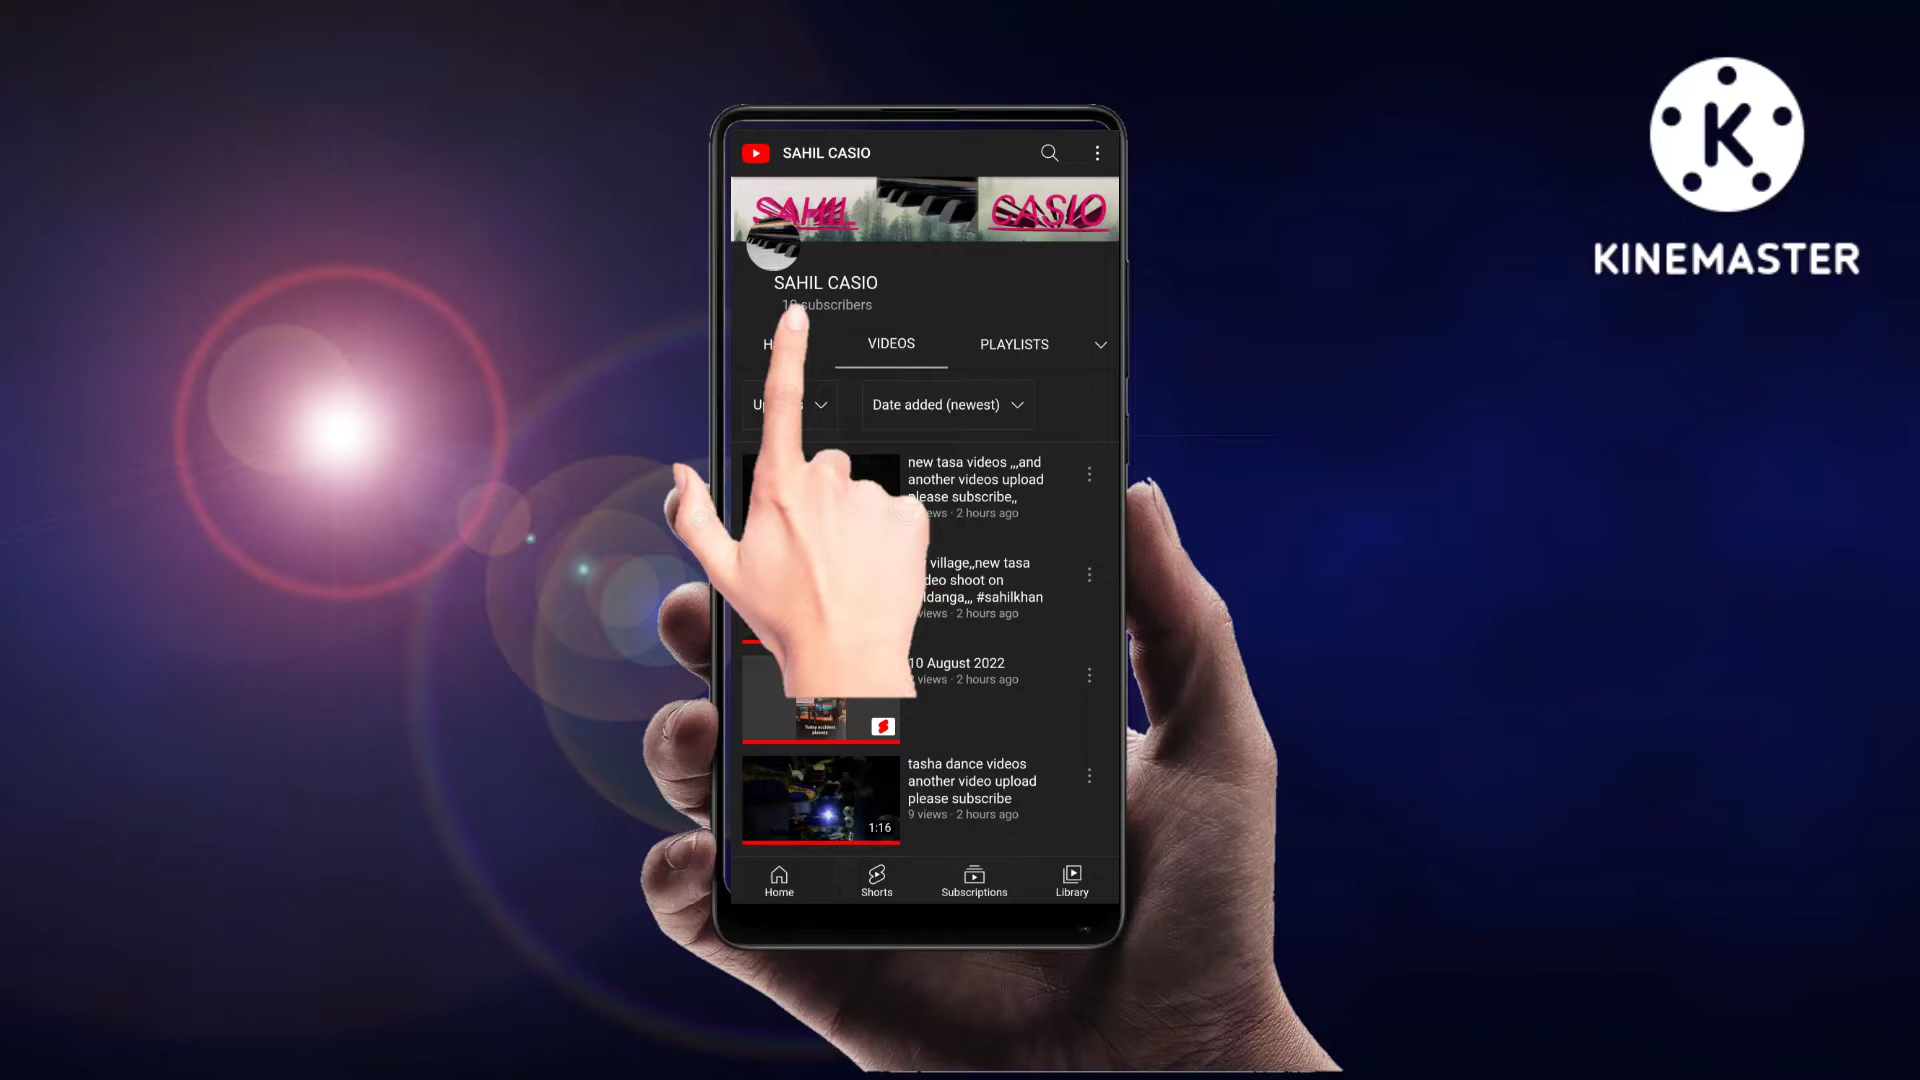 KINEMASTER
SAHIL CASIO
SAHIL CASIO
SAHIL CASIO
subscribers
VIDEOS PLAYLISTS
Date added (newest)
new tasa videos ,,,and
another videos upload
please subscribe,,
2 hours ago
village,,new tasa
shoot on
#sahilkhan
views · 2 hours ago
10 August 2022
views · 2 hours ago
tasha dance videos
another video upload
please subscribe
9 views · 2 hours ago
1:16
Home Shorts Subscriptions Library